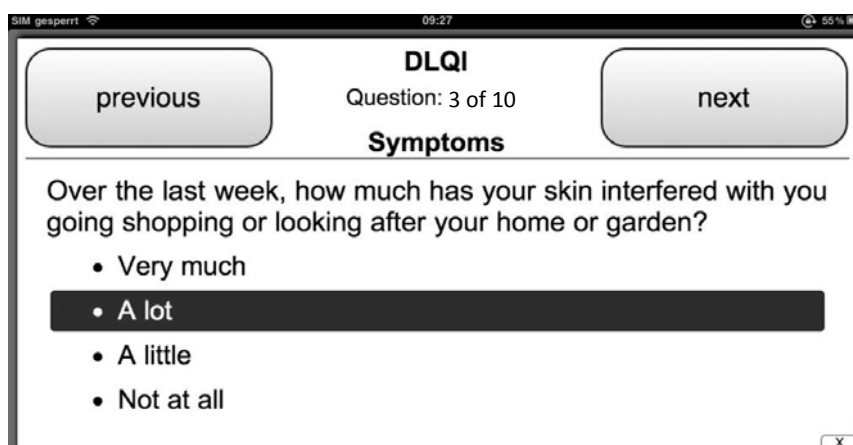 SIM gesperrt 09:27 55%
DLQI
previous Question: 3 of 10 next
Symptoms
Over the last week, how much has your skin interfered with you
going shopping or looking after your home or garden?
• Very much
• A lot
• A little
• Not at all
X